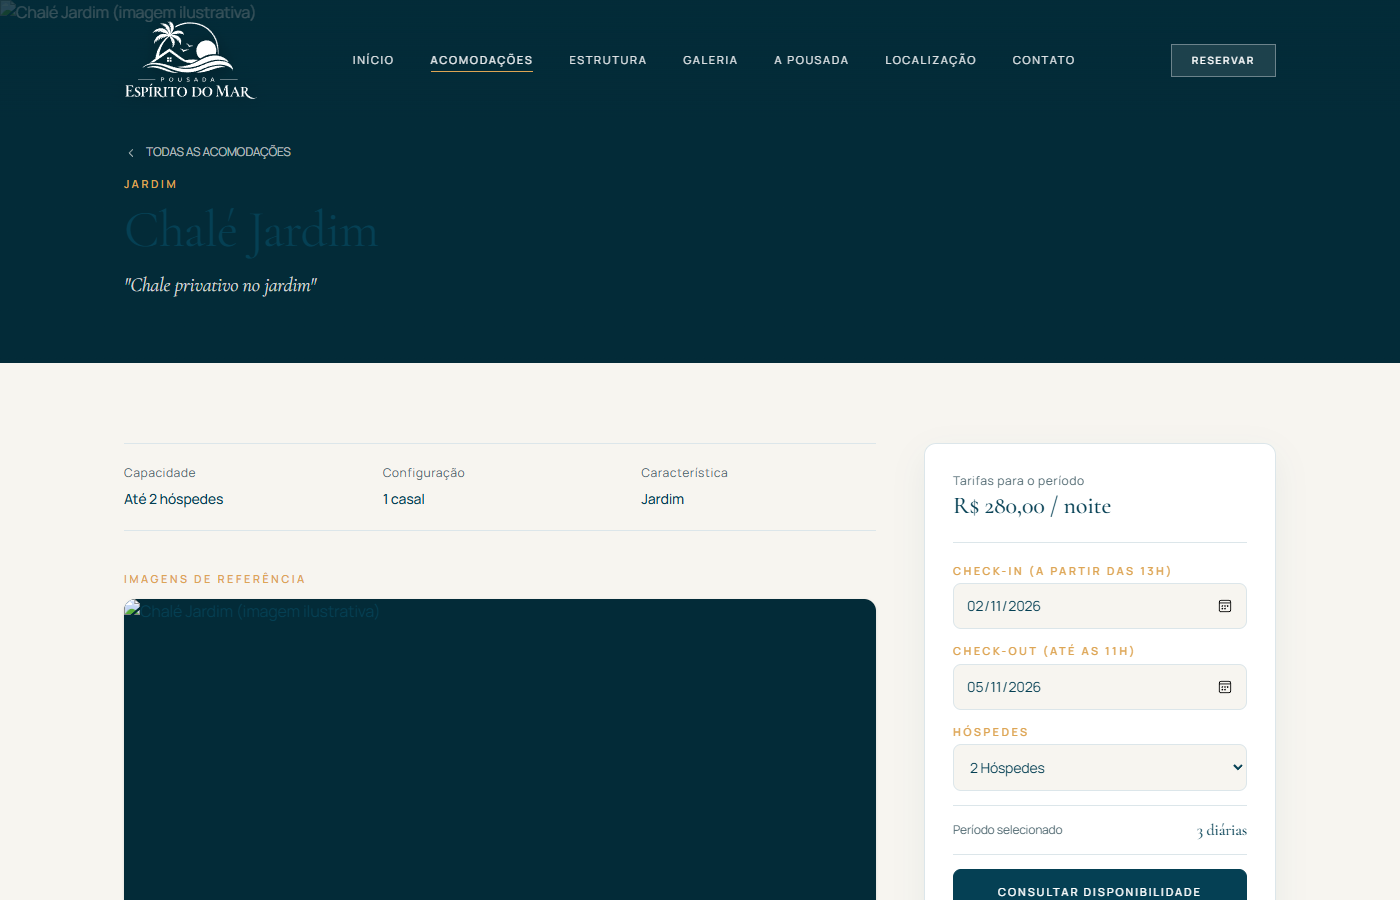 Chalé Jardim (imagem ilustrativa)
POUSADA
ESPÍRITO DO MAR
INÍCIO
ACOMODAÇÕES
ESTRUTURA
GALERIA
A POUSADA
LOCALIZAÇÃO
CONTATO
RESERVAR
TODAS AS ACOMODAÇÕES
JARDIM
Chalé Jardim
"Chale privativo no jardim"
Capacidade
Até 2 hóspedes
Configuração
1 casal
Característica
Jardim
IMAGENS DE REFERÊNCIA
Chalé Jardim (imagem ilustrativa)
Tarifas para o período
R$ 280,00 / noite
CHECK-IN (A PARTIR DAS 13H)
02/11/2026
CHECK-OUT (ATÉ AS 11H)
05/11/2026
HÓSPEDES
2 Hóspedes
Período selecionado
3 diárias
CONSULTAR DISPONIBILIDADE